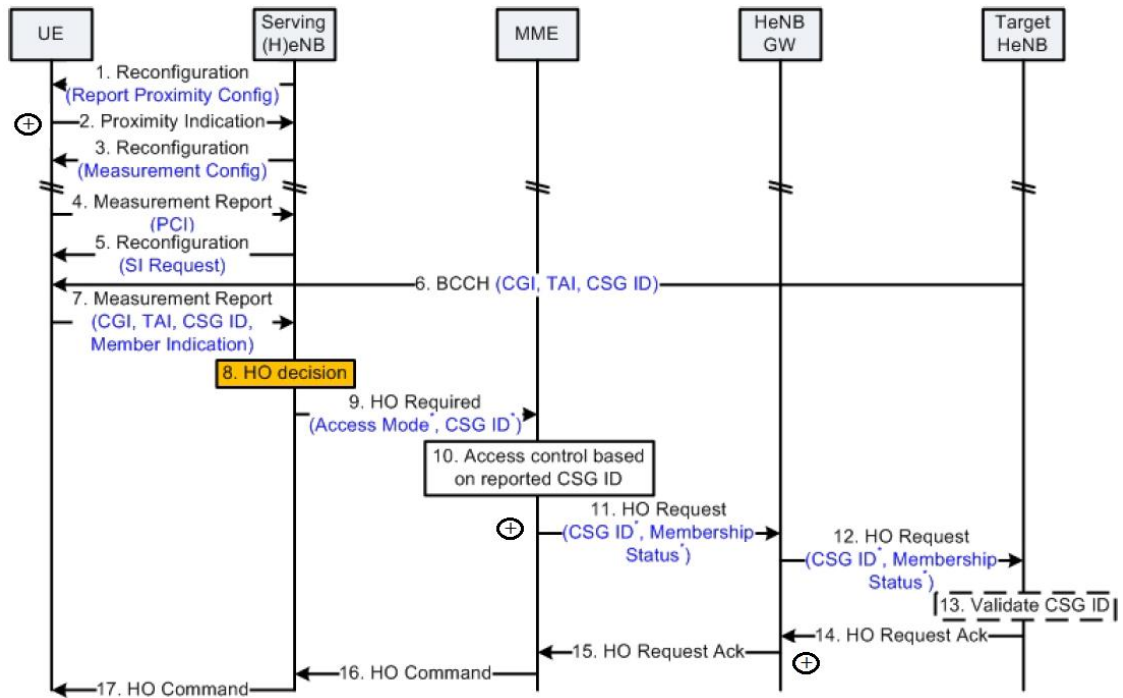 UE
Serving
(H)eNB
MME
HeNB
GW
Target
HeNB
1. Reconfiguration
(Report Proximity Config)
2. Proximity Indication
3. Reconfiguration
(Measurement Config)
4. Measurement Report
(PCI)
5. Reconfiguration
(SI Request)
6. BCCH (CGI, TAI, CSG ID)
7. Measurement Report
(CGI, TAI, CSG ID,
Member Indication)
8. HO decision
9. HO Required
(Access Mode*, CSG ID*)
10. Access control based
on reported CSG ID
11. HO Request
(CSG ID*, Membership
Status*)
12. HO Request
(CSG ID*, Membership
Status*)
13. Validate CSG ID
14. HO Request Ack
15. HO Request Ack
16. HO Command
17. HO Command